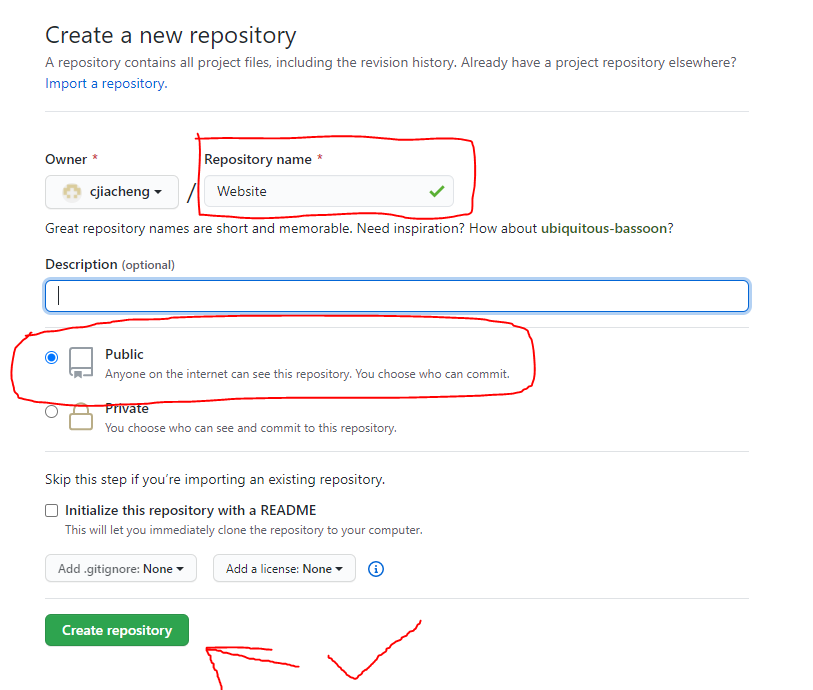 Create a new repository
A repository contains all project files, including the revision history. Already have a project repository elsewhere?
Import a repository.
Owner * Repository name *
cjiacheng / Website
Great repository names are short and memorable. Need inspiration? How about ubiquitous-bassoon?
Description (optional)
Public
Anyone on the internet can see this repository. You choose who can commit.
Private
You choose who can see and commit to this repository.
Skip this step if you're importing an existing repository.
Initialize this repository with a README
This will let you immediately clone the repository to your computer.
Add .gitignore: None Add a license: None
Create repository